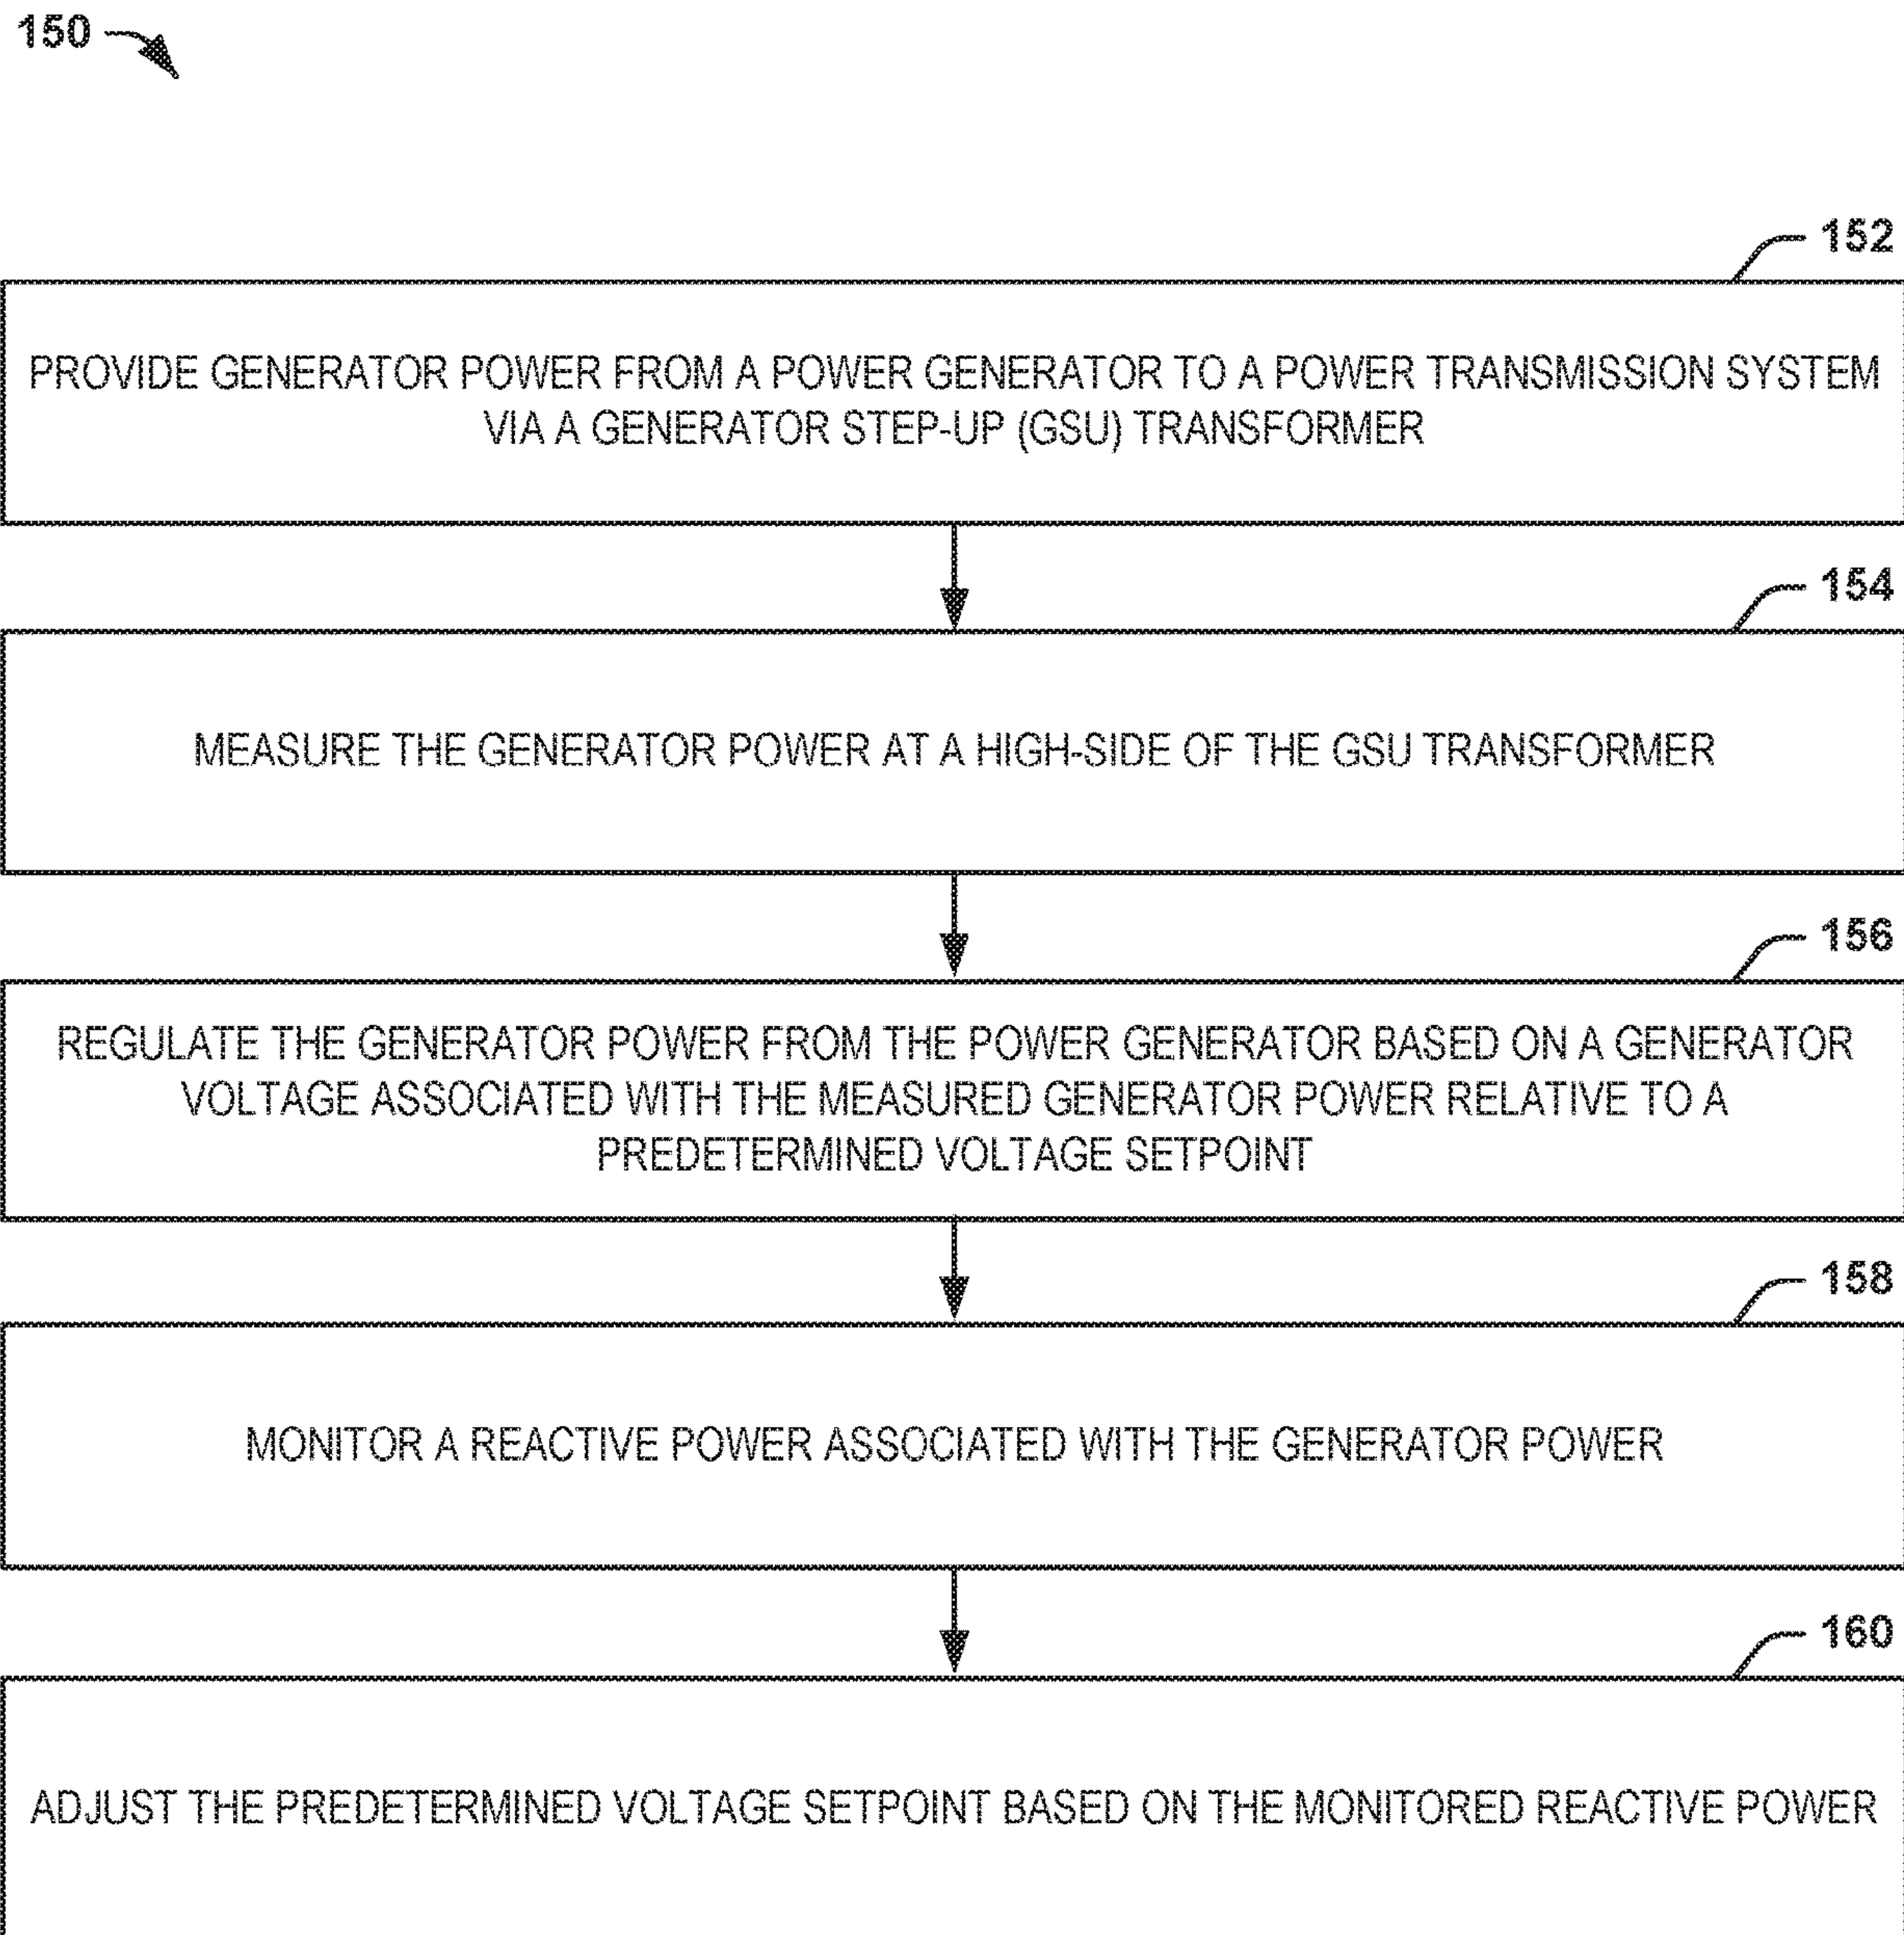 150
152
PROVIDE GENERATOR POWER FROM A POWER GENERATOR TO A POWER TRANSMISSION SYSTEM
VIA A GENERATOR STEP-UP (GSU) TRANSFORMER
154
MEASURE THE GENERATOR POWER AT A HIGH-SIDE OF THE GSU TRANSFORMER
156
REGULATE THE GENERATOR POWER FROM THE POWER GENERATOR BASED ON A GENERATOR
VOLTAGE ASSOCIATED WITH THE MEASURED GENERATOR POWER RELATIVE TO A
PREDETERMINED VOLTAGE SETPOINT
158
MONITOR A REACTIVE POWER ASSOCIATED WITH THE GENERATOR POWER
160
ADJUST THE PREDETERMINED VOLTAGE SETPOINT BASED ON THE MONITORED REACTIVE POWER